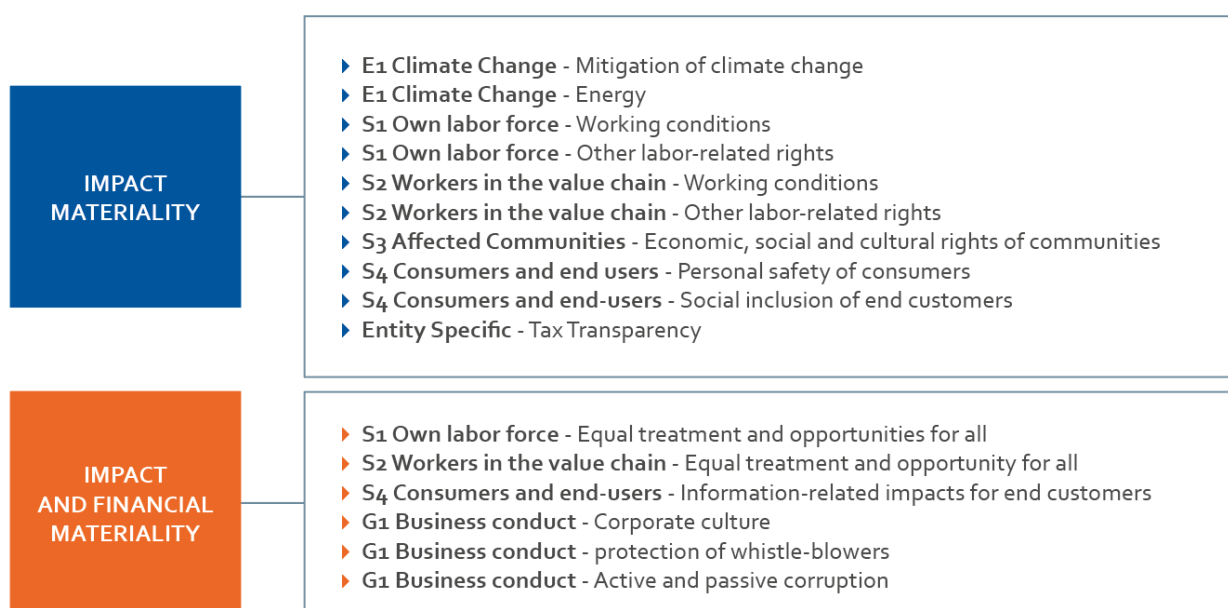 IMPACT
MATERIALITY
E1 Climate Change - Mitigation of climate change
E1 Climate Change - Energy
S1 Own labor force - Working conditions
S1 Own labor force - Other labor-related rights
S2 Workers in the value chain - Working conditions
S2 Workers in the value chain - Other labor-related rights
S3 Affected Communities - Economic, social and cultural rights of communities
S4 Consumers and end users - Personal safety of consumers
S4 Consumers and end-users - Social inclusion of end customers
Entity Specific - Tax Transparency
IMPACT
AND FINANCIAL
MATERIALITY
S1 Own labor force - Equal treatment and opportunities for all
S2 Workers in the value chain - Equal treatment and opportunity for all
S4 Consumers and end-users - Information-related impacts for end customers
G1 Business conduct - Corporate culture
G1 Business conduct - protection of whistle-blowers
G1 Business conduct - Active and passive corruption